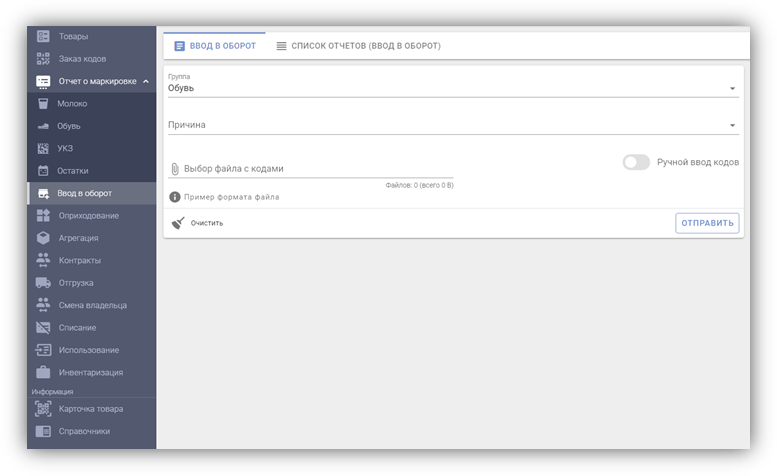 Товары
Заказ кодов
Отчет о маркировке
Молоко
Обувь
УКЗ
Остатки
Ввод в оборот
Оприходование
Агрегация
Контракты
Отгрузка
Смена владельца
Списание
Использование
Инвентаризация
Информация
Карточка товара
Справочники
ВВОД В ОБОРОТ
СПИСОК ОТЧЕТОВ (ВВОД В ОБОРОТ)
Группа
Обувь
Причина
Выбор файла с кодами
Ручной ввод кодов
Файлов: 0 (всего 0 B)
Пример формата файла
Очистить
ОТПРАВИТЬ